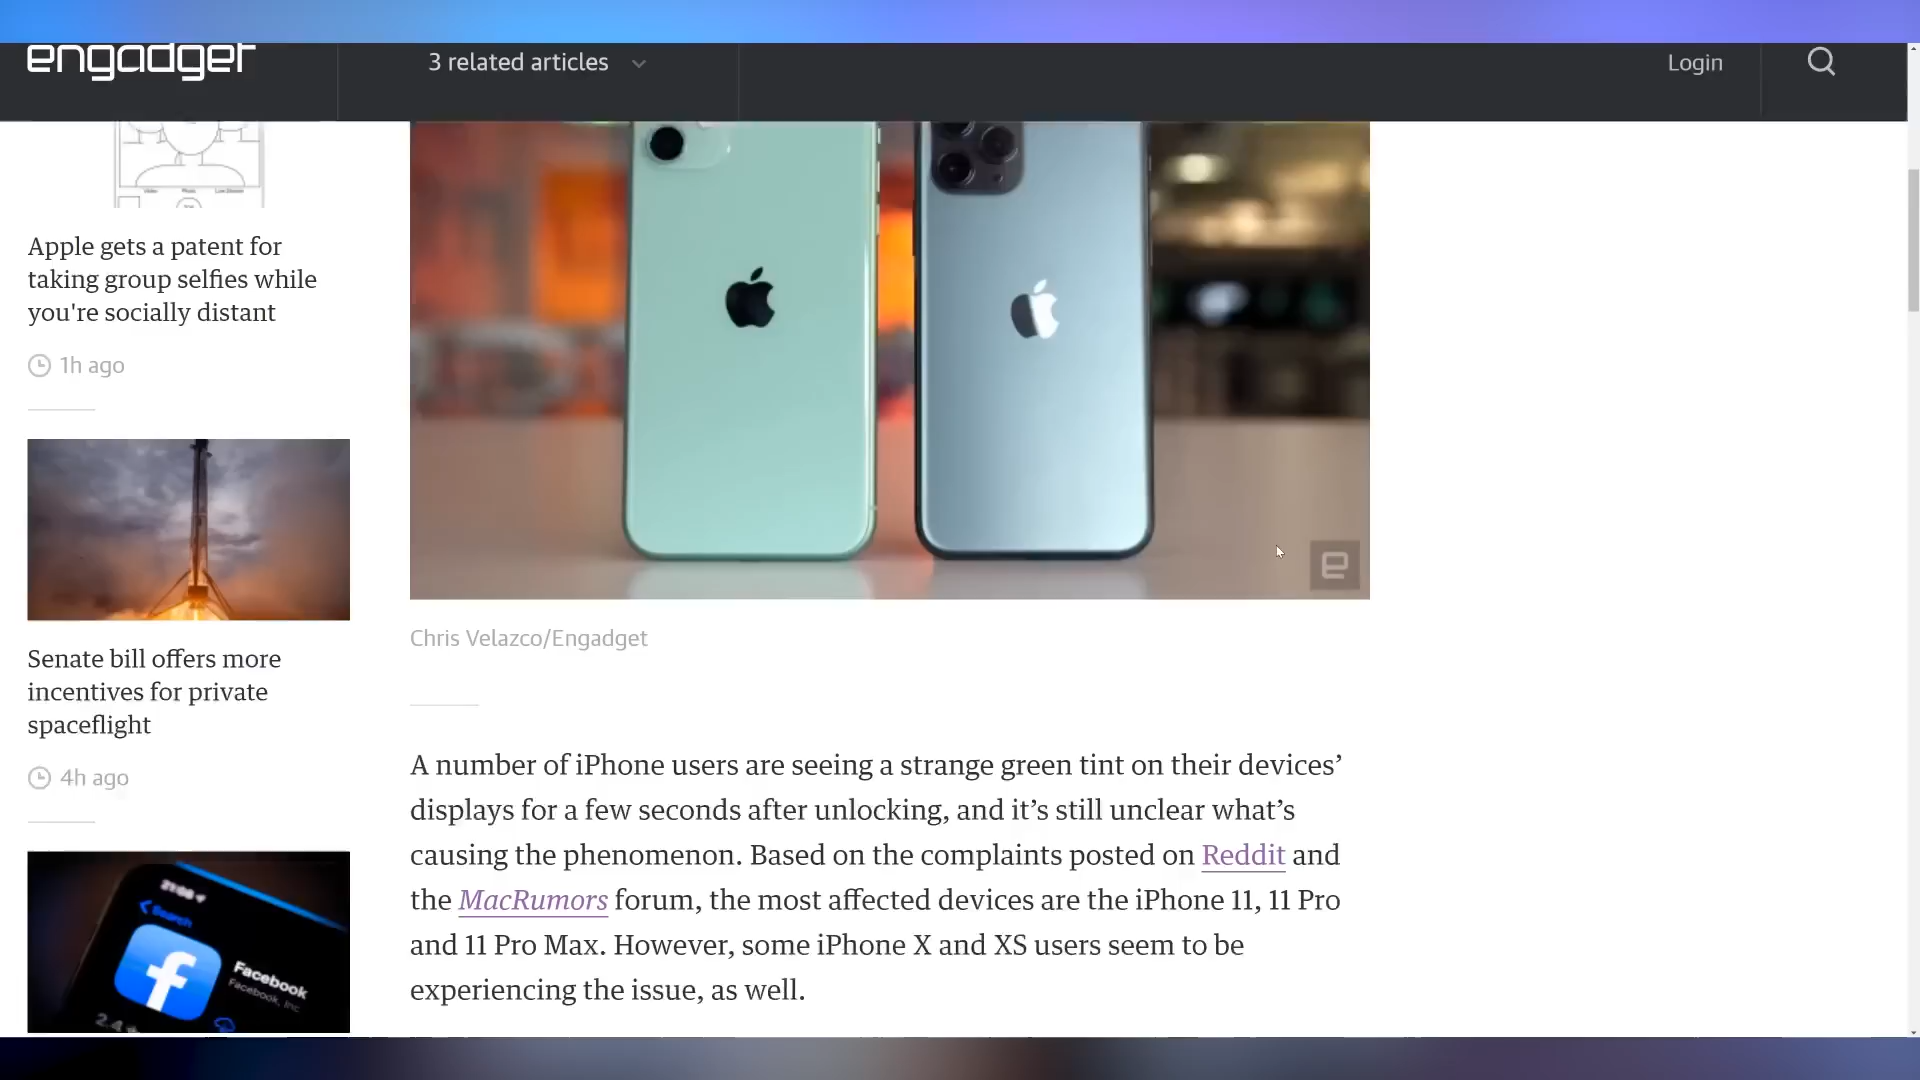 engadget
3 related articles
Login
Apple gets a patent for
taking group selfies while
you're socially distant
1h ago
Senate bill offers more
incentives for private
spaceflight
4h ago
Search
Facebook
Facebook, Inc
2.4
e
Chris Velazco/Engadget
A number of iPhone users are seeing a strange green tint on their devices’
displays for a few seconds after unlocking, and it’s still unclear what’s
causing the phenomenon. Based on the complaints posted on Reddit and
the MacRumors forum, the most affected devices are the iPhone 11, 11 Pro
and 11 Pro Max. However, some iPhone X and XS users seem to be
experiencing the issue, as well.